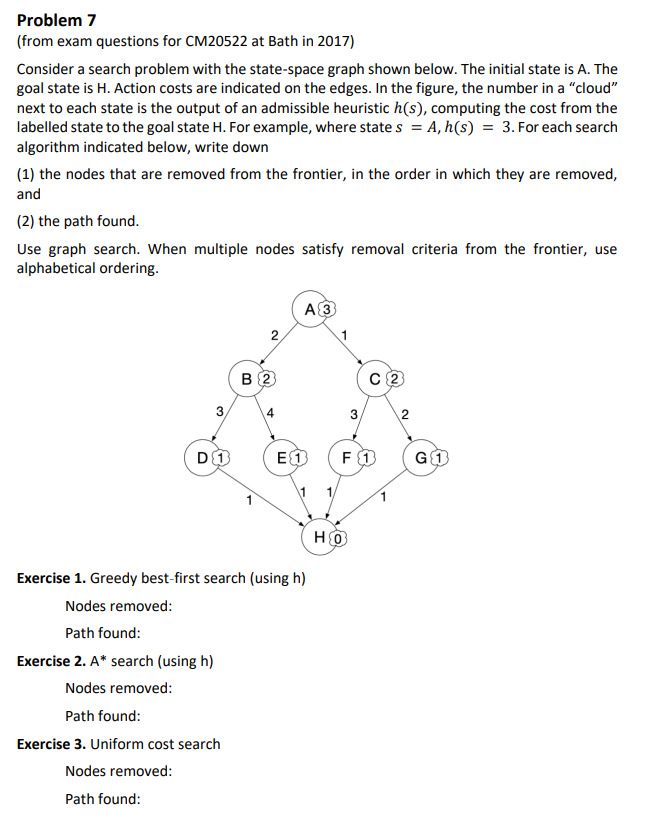 Problem 7
(from exam questions for CM20522 at Bath in 2017)
Consider a search problem with the state-space graph shown below. The initial state is A. The
goal state is H. Action costs are indicated on the edges. In the figure, the number in a “cloud”
next to each state is the output of an admissible heuristic h(s), computing the cost from the
labelled state to the goal state H. For example, where state s = A, h(s) = 3. For each search
algorithm indicated below, write down
(1) the nodes that are removed from the frontier, in the order in which they are removed,
and
(2) the path found.
Use graph search. When multiple nodes satisfy removal criteria from the frontier, use
alphabetical ordering.
A 3
2 1
B 2 C 2
3 4 3 2
D 1 E 1 F 1 G 1
1 1 1 1
H 0
Exercise 1. Greedy best-first search (using h)
Nodes removed:
Path found:
Exercise 2. A* search (using h)
Nodes removed:
Path found:
Exercise 3. Uniform cost search
Nodes removed:
Path found: